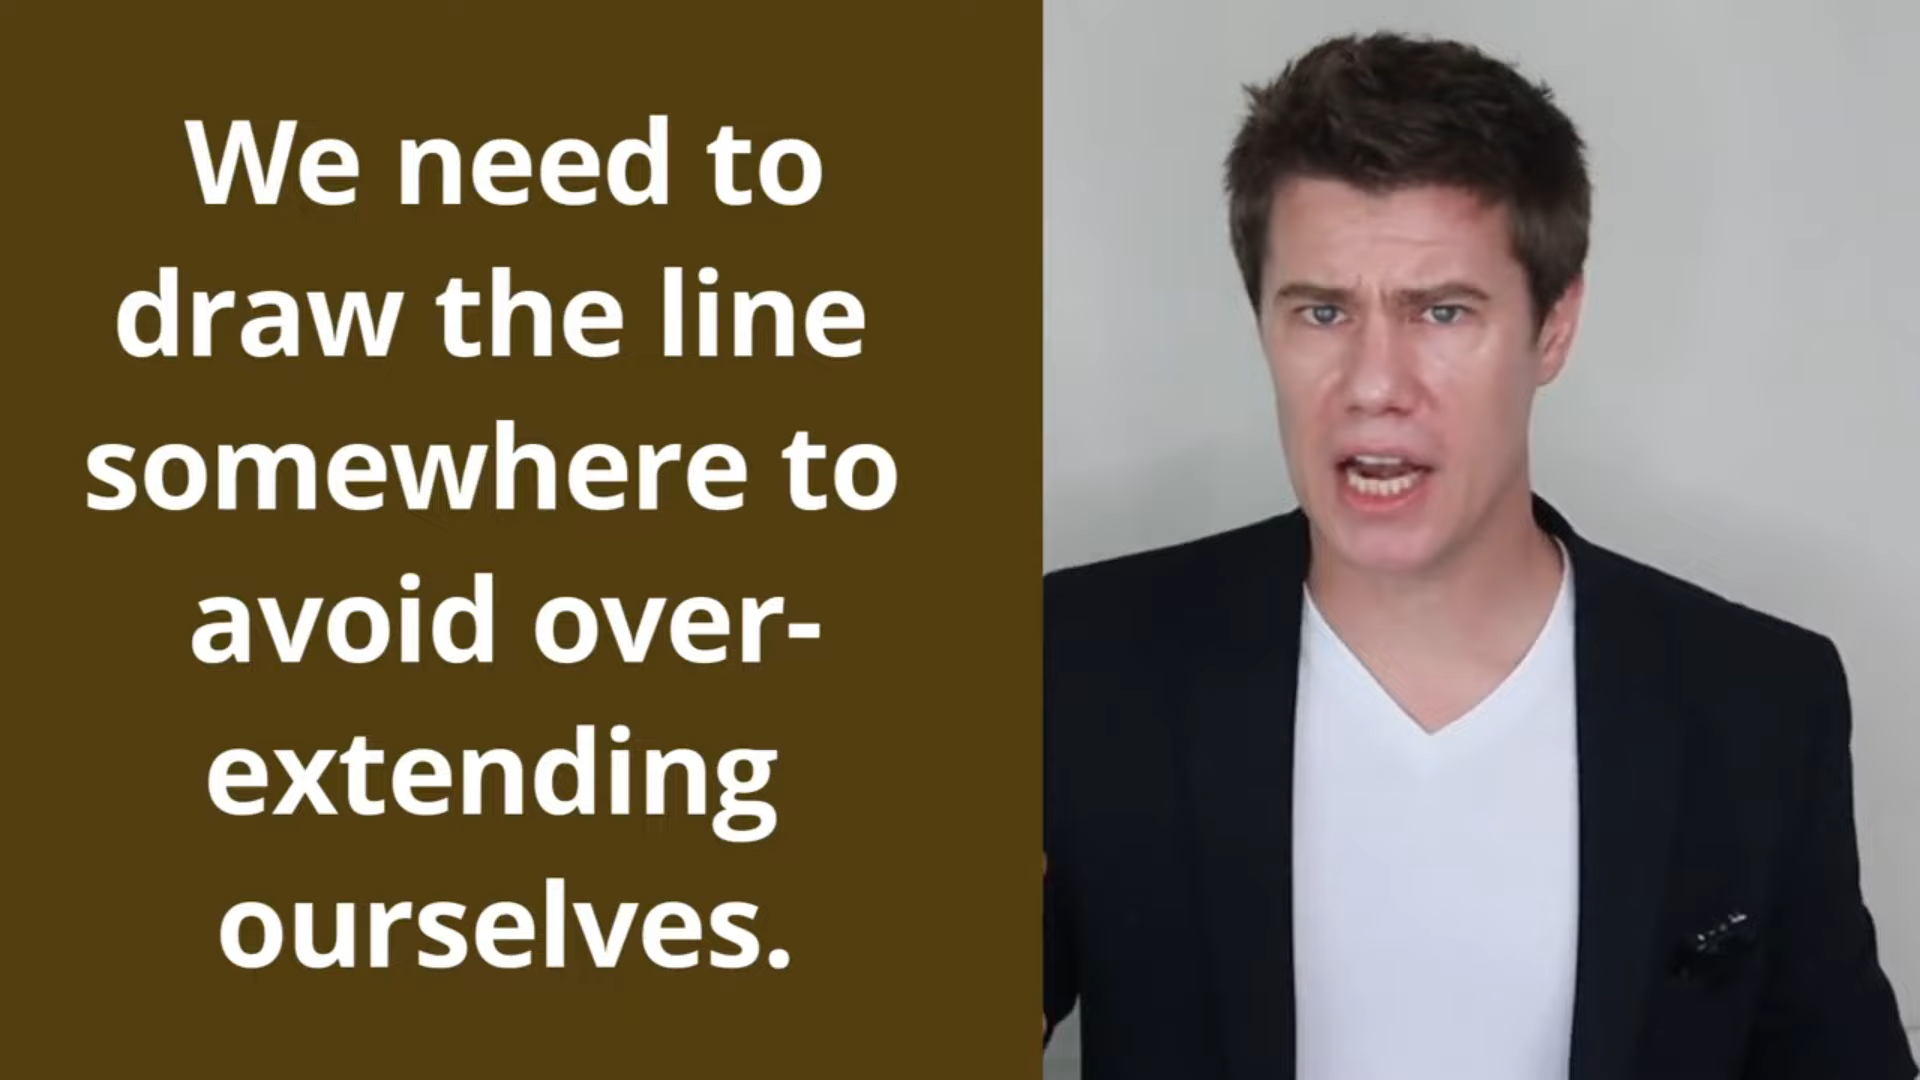 We need to
draw the line
somewhere to
avoid over-
extending
ourselves.